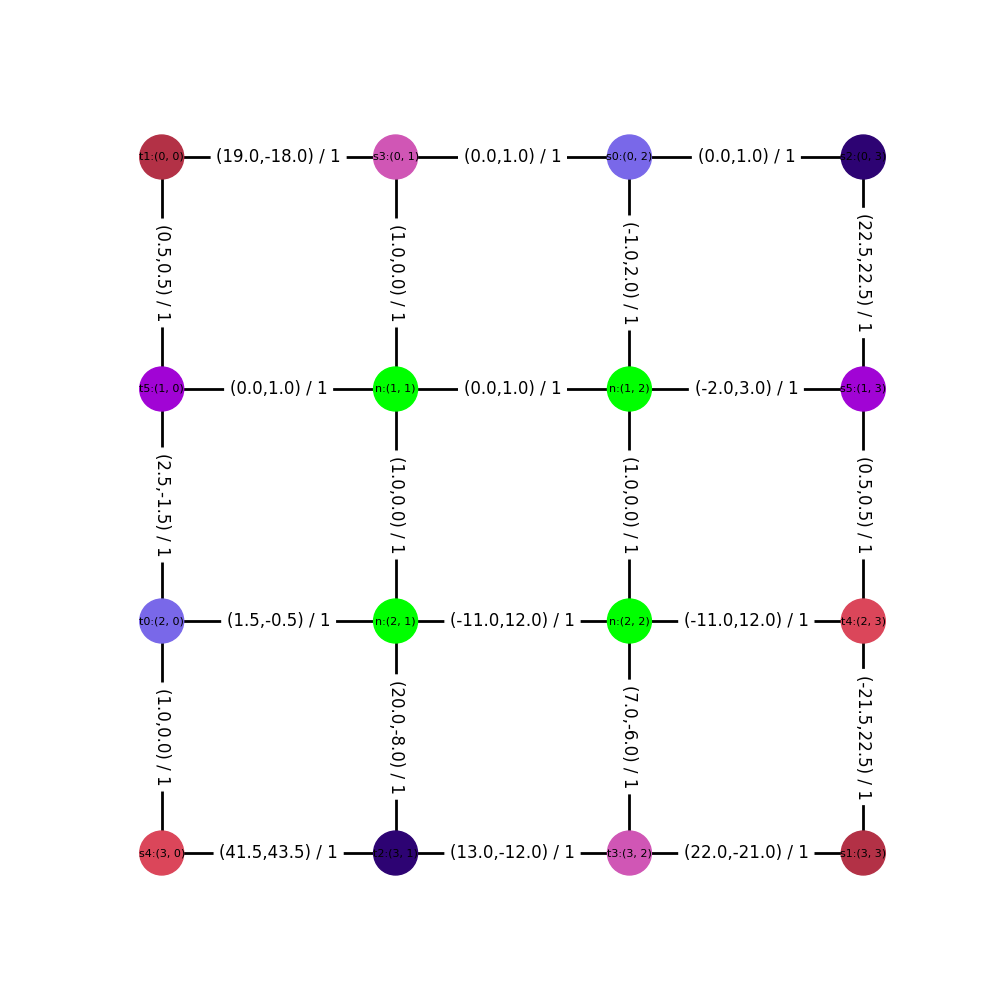 t1:(0, 0) (19.0,-18.0) / 1 s3:(0, 1) (0.0,1.0) / 1 s0:(0, 2) (0.0,1.0) / 1 s2:(0, 3)
(0.5,0.5) / 1 (1.0,0.0) / 1 (-1.0,2.0) / 1 (22.5,22.5) / 1
t5:(1, 0) (0.0,1.0) / 1 n:(1, 1) (0.0,1.0) / 1 n:(1, 2) (-2.0,3.0) / 1 s5:(1, 3)
(2.5,-1.5) / 1 (1.0,0.0) / 1 (1.0,0.0) / 1 (0.5,0.5) / 1
t0:(2, 0) (1.5,-0.5) / 1 n:(2, 1) (-11.0,12.0) / 1 n:(2, 2) (-11.0,12.0) / 1 t4:(2, 3)
(1.0,0.0) / 1 (20.0,-8.0) / 1 (7.0,-6.0) / 1 (-21.5,22.5) / 1
s4:(3, 0) (41.5,43.5) / 1 t2:(3, 1) (13.0,-12.0) / 1 t3:(3, 2) (22.0,-21.0) / 1 s1:(3, 3)